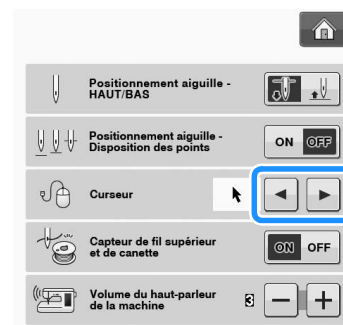 Positionnement aiguille -
HAUT/BAS
Positionnement aiguille -
Disposition des points
ON OFF
Curseur
Capteur de fil supérieur
et de canette
ON OFF
Volume du haut-parleur
de la machine
3 — +